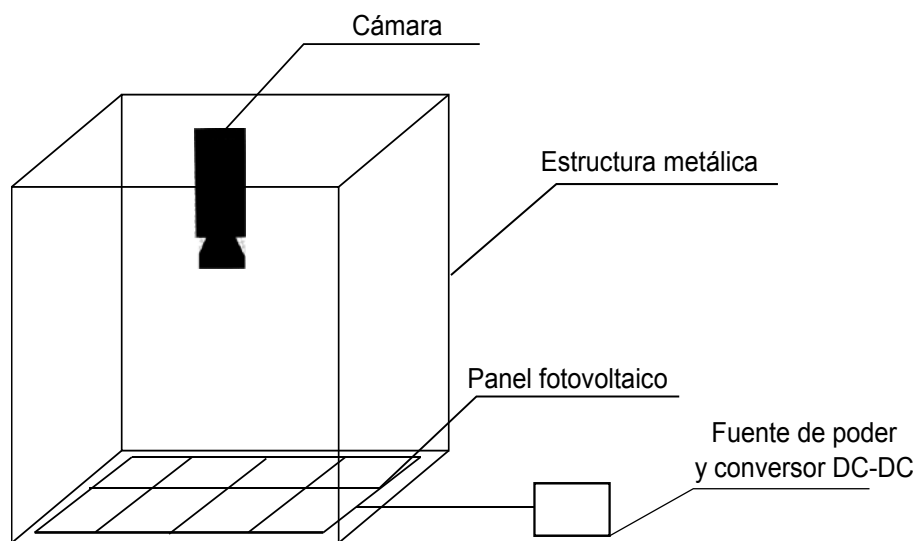 Cámara
Estructura metálica
Panel fotovoltaico
Fuente de poder
y conversor DC-DC